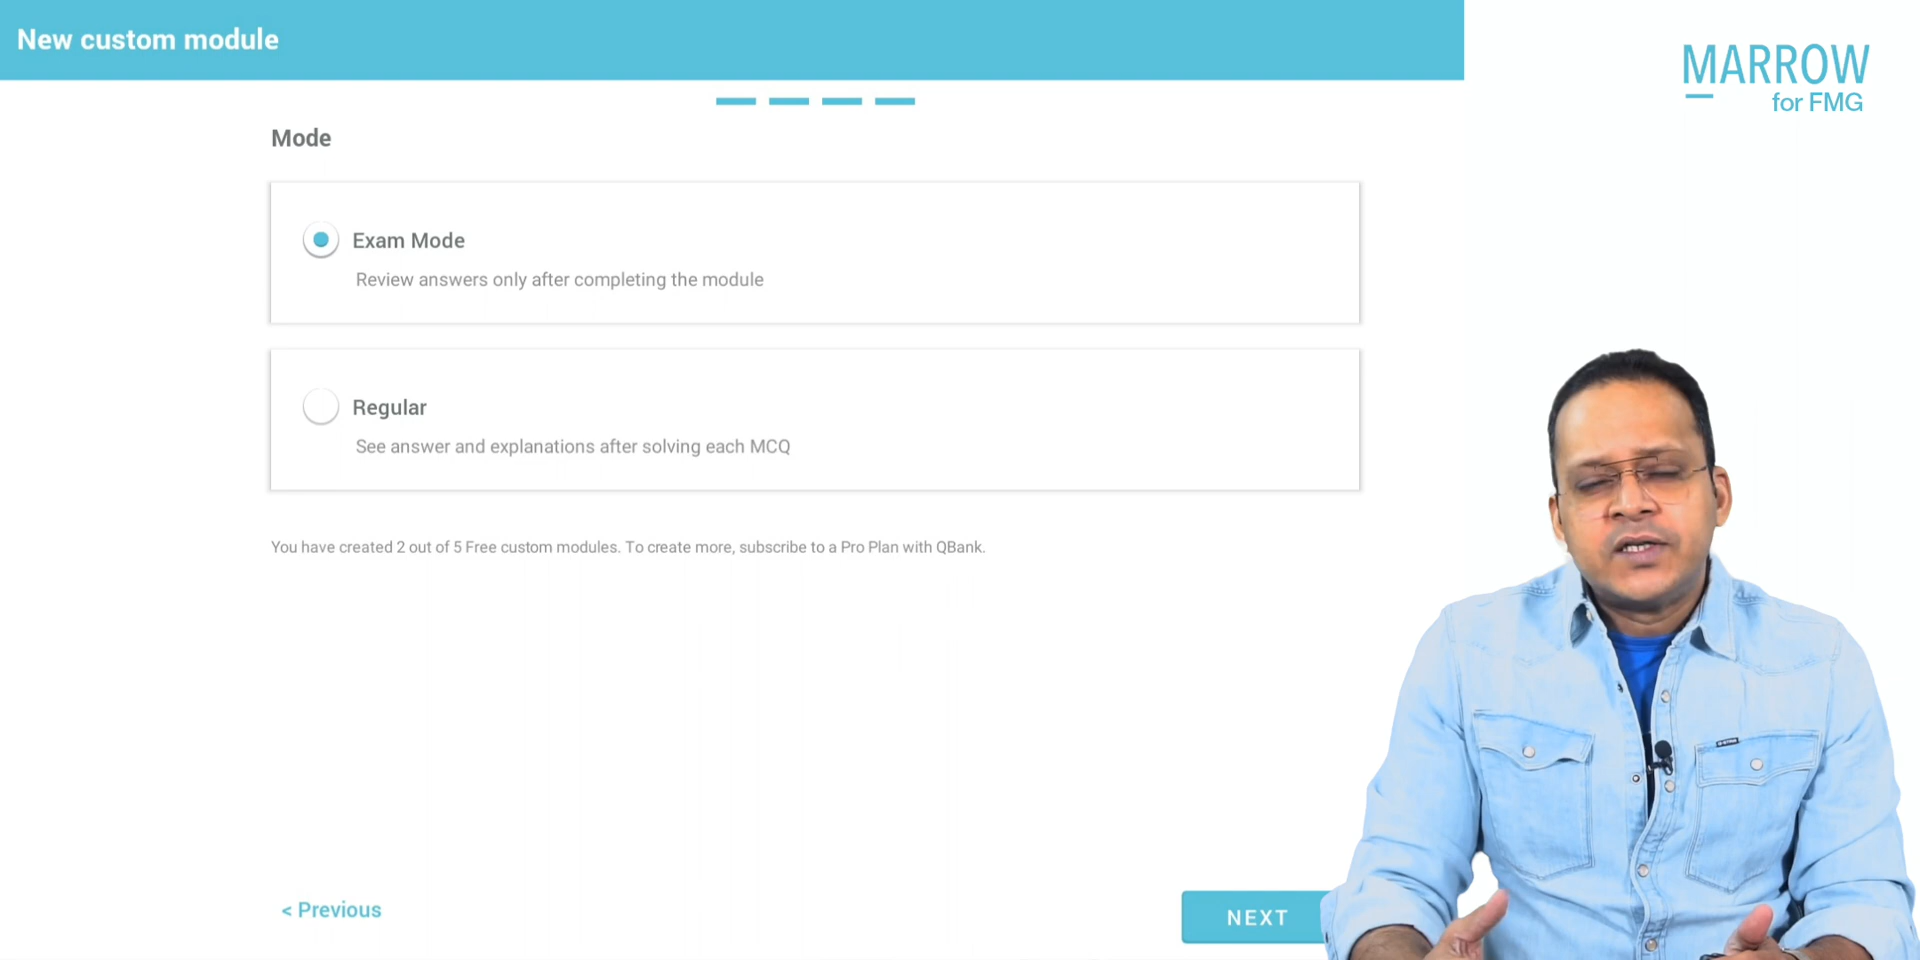 New custom module
MARROW
for FMG
Mode
Exam Mode
Review answers only after completing the module
Regular
See answer and explanations after solving each MCQ
You have created 2 out of 5 Free custom modules. To create more, subscribe to a Pro Plan with QBank.
< Previous
NEXT